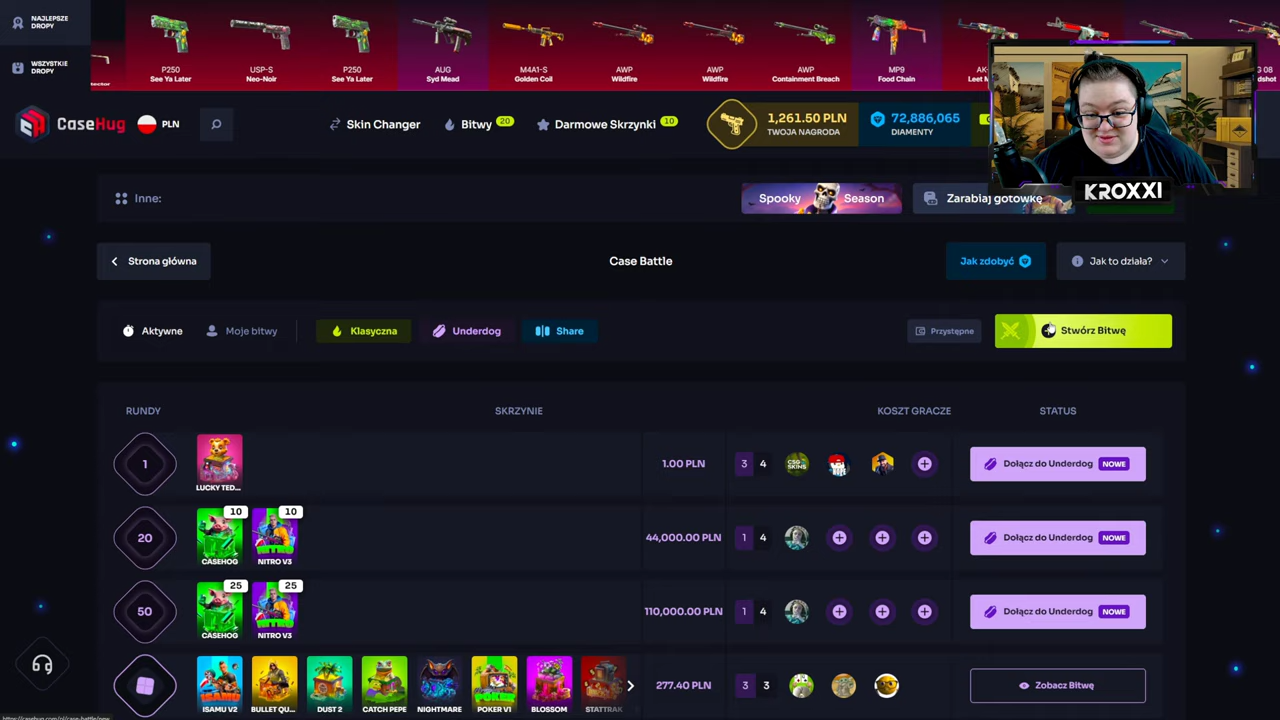 NAJLEPSZE
DROPY
WSZYSTKIE
DROPY
P250
See Ya Later
USP-S
Neo-Noir
P250
See Ya Later
AUG
Syd Mead
M4A1-S
Golden Coil
AWP
Wildfire
AWP
Wildfire
AWP
Containment Breach
MP9
Food Chain
CaseHug
PLN
Skin Changer
Bitwy 20
Darmowe Skrzynki 10
1,261.50 PLN
TWOJA NAGRODA
72,886,065
DIAMENTY
KROXXI
Inne:
Spooky Season
Zarabiaj gotówkę
Strona główna
Case Battle
Jak zdobyć
Jak to działa?
Aktywne
Moje bitwy
Klasyczna
Underdog
Share
Przystępne
Stwórz Bitwę
RUNDY
SKRZYNIE
KOSZT
GRACZE
STATUS
1
LUCKY TED...
1.00 PLN
3 4
Dołącz do Underdog NOWE
20
10
CASEHOG
10
NITRO V3
44,000.00 PLN
1 4
Dołącz do Underdog NOWE
50
25
CASEHOG
25
NITRO V3
110,000.00 PLN
1 4
Dołącz do Underdog NOWE
ISAMU V2
BULLET QU...
DUST 2
CATCH PEPE
NIGHTMARE
POKER V1
BLOSSOM
STATTRAK
277.40 PLN
3 3
Zobacz Bitwę